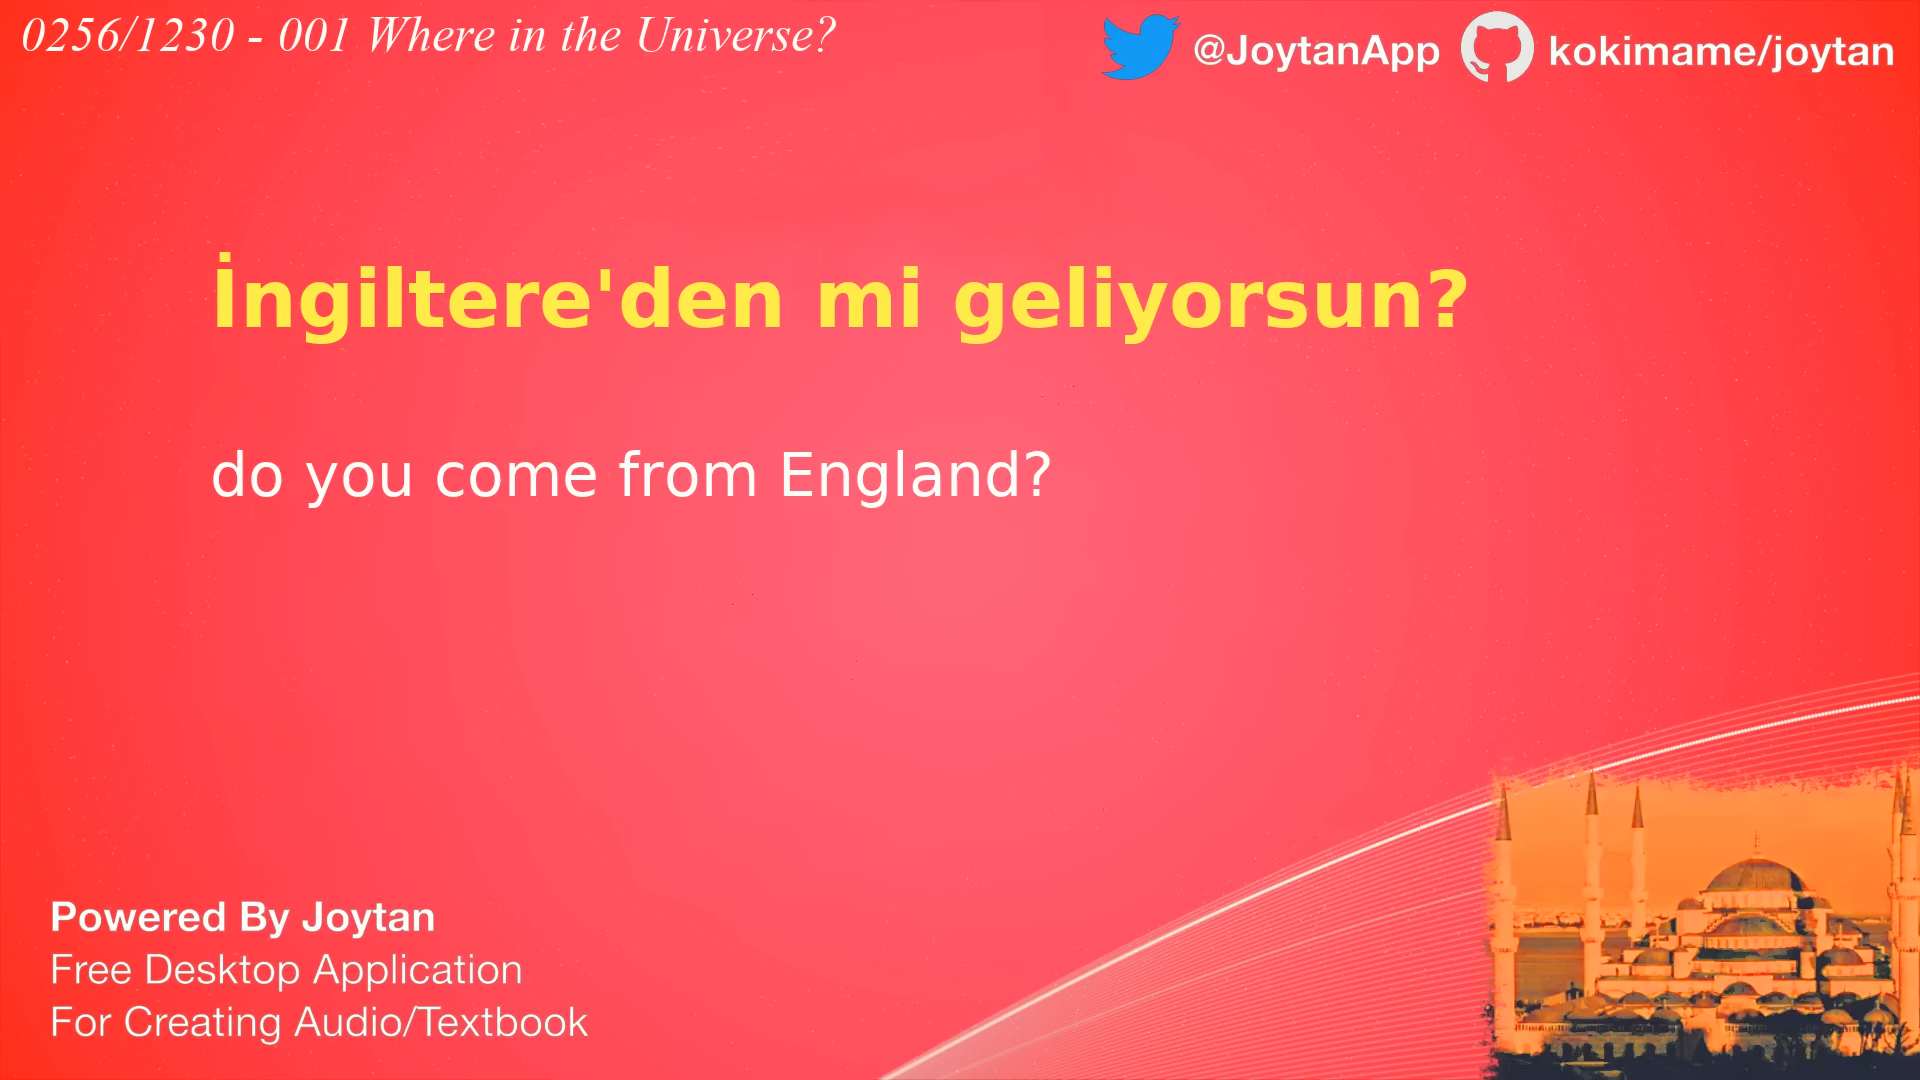 0256/1230 - 001 Where in the Universe?
@JoytanApp
kokimame/joytan
İngiltere'den mi geliyorsun?
do you come from England?
Powered By Joytan
Free Desktop Application
For Creating Audio/Textbook